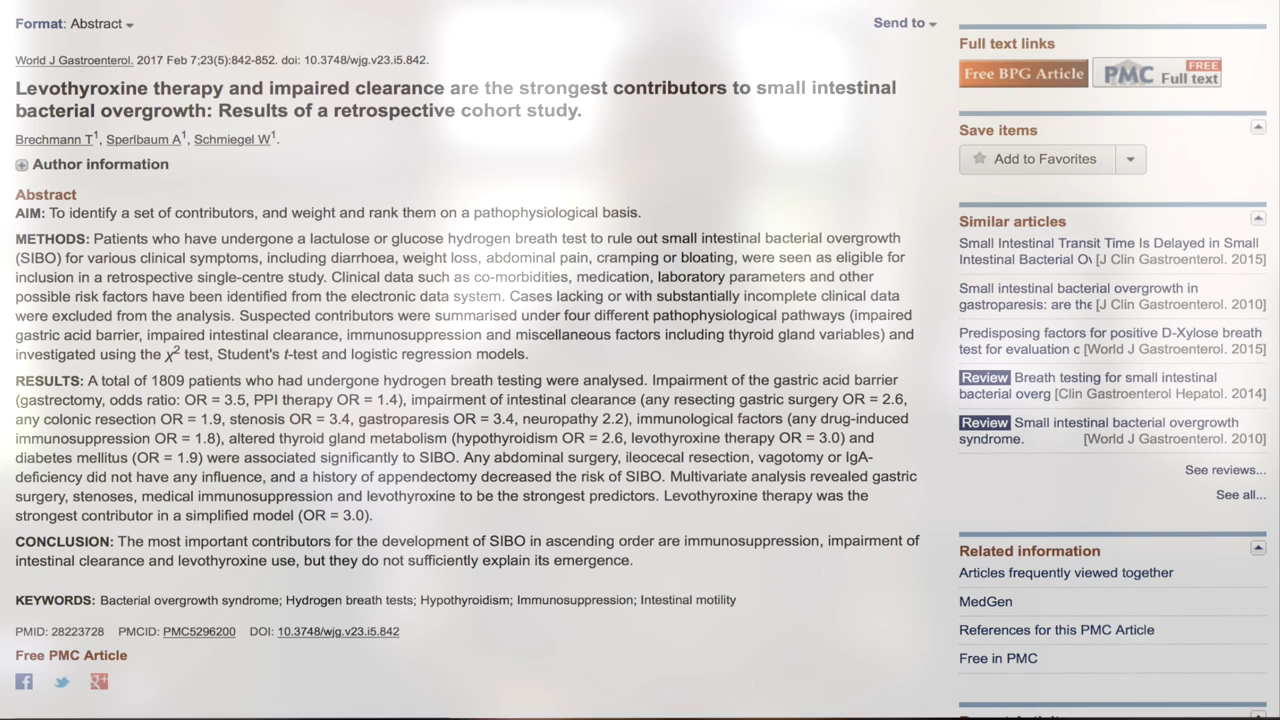 Format: Abstract
Send to
World J Gastroenterol. 2017 Feb 7;23(5):842-852. doi: 10.3748/wjg.v23.i5.842.
Levothyroxine therapy and impaired clearance are the strongest contributors to small intestinal
bacterial overgrowth: Results of a retrospective cohort study.
Brechmann T1, Sperlbaum A1, Schmiegel W1.
Author information
Abstract
AIM: To identify a set of contributors, and weight and rank them on a pathophysiological basis.
METHODS: Patients who have undergone a lactulose or glucose hydrogen breath test to rule out small intestinal bacterial overgrowth
(SIBO) for various clinical symptoms, including diarrhoea, weight loss, abdominal pain, cramping or bloating, were seen as eligible for
inclusion in a retrospective single-centre study. Clinical data such as co-morbidities, medication, laboratory parameters and other
possible risk factors have been identified from the electronic data system. Cases lacking or with substantially incomplete clinical data
were excluded from the analysis. Suspected contributors were summarised under four different pathophysiological pathways (impaired
gastric acid barrier, impaired intestinal clearance, immunosuppression and miscellaneous factors including thyroid gland variables) and
investigated using the χ2 test, Student's t-test and logistic regression models.
RESULTS: A total of 1809 patients who had undergone hydrogen breath testing were analysed. Impairment of the gastric acid barrier
(gastrectomy, odds ratio: OR = 3.5, PPI therapy OR = 1.4), impairment of intestinal clearance (any resecting gastric surgery OR = 2.6,
any colonic resection OR = 1.9, stenosis OR = 3.4, gastroparesis OR = 3.4, neuropathy 2.2), immunological factors (any drug-induced
immunosuppression OR = 1.8), altered thyroid gland metabolism (hypothyroidism OR = 2.6, levothyroxine therapy OR = 3.0) and
diabetes mellitus (OR = 1.9) were associated significantly to SIBO. Any abdominal surgery, ileocecal resection, vagotomy or IgA-
deficiency did not have any influence, and a history of appendectomy decreased the risk of SIBO. Multivariate analysis revealed gastric
surgery, stenoses, medical immunosuppression and levothyroxine to be the strongest predictors. Levothyroxine therapy was the
strongest contributor in a simplified model (OR = 3.0).
CONCLUSION: The most important contributors for the development of SIBO in ascending order are immunosuppression, impairment of
intestinal clearance and levothyroxine use, but they do not sufficiently explain its emergence.
KEYWORDS: Bacterial overgrowth syndrome; Hydrogen breath tests; Hypothyroidism; Immunosuppression; Intestinal motility
PMID: 28223728 PMCID: PMC5296200 DOI: 10.3748/wjg.v23.i5.842
Free PMC Article
Full text links
Free BPG Article
PMC FREE Full text
Save items
Add to Favorites
Similar articles
Small Intestinal Transit Time Is Delayed in Small
Intestinal Bacterial O [J Clin Gastroenterol. 2015]
Small intestinal bacterial overgrowth in
gastroparesis: are the [J Clin Gastroenterol. 2010]
Predisposing factors for positive D-Xylose breath
test for evaluation c [World J Gastroenterol. 2015]
Review Breath testing for small intestinal
bacterial overg [Clin Gastroenterol Hepatol. 2014]
Review Small intestinal bacterial overgrowth
syndrome. [World J Gastroenterol. 2010]
See reviews...
See all...
Related information
Articles frequently viewed together
MedGen
References for this PMC Article
Free in PMC